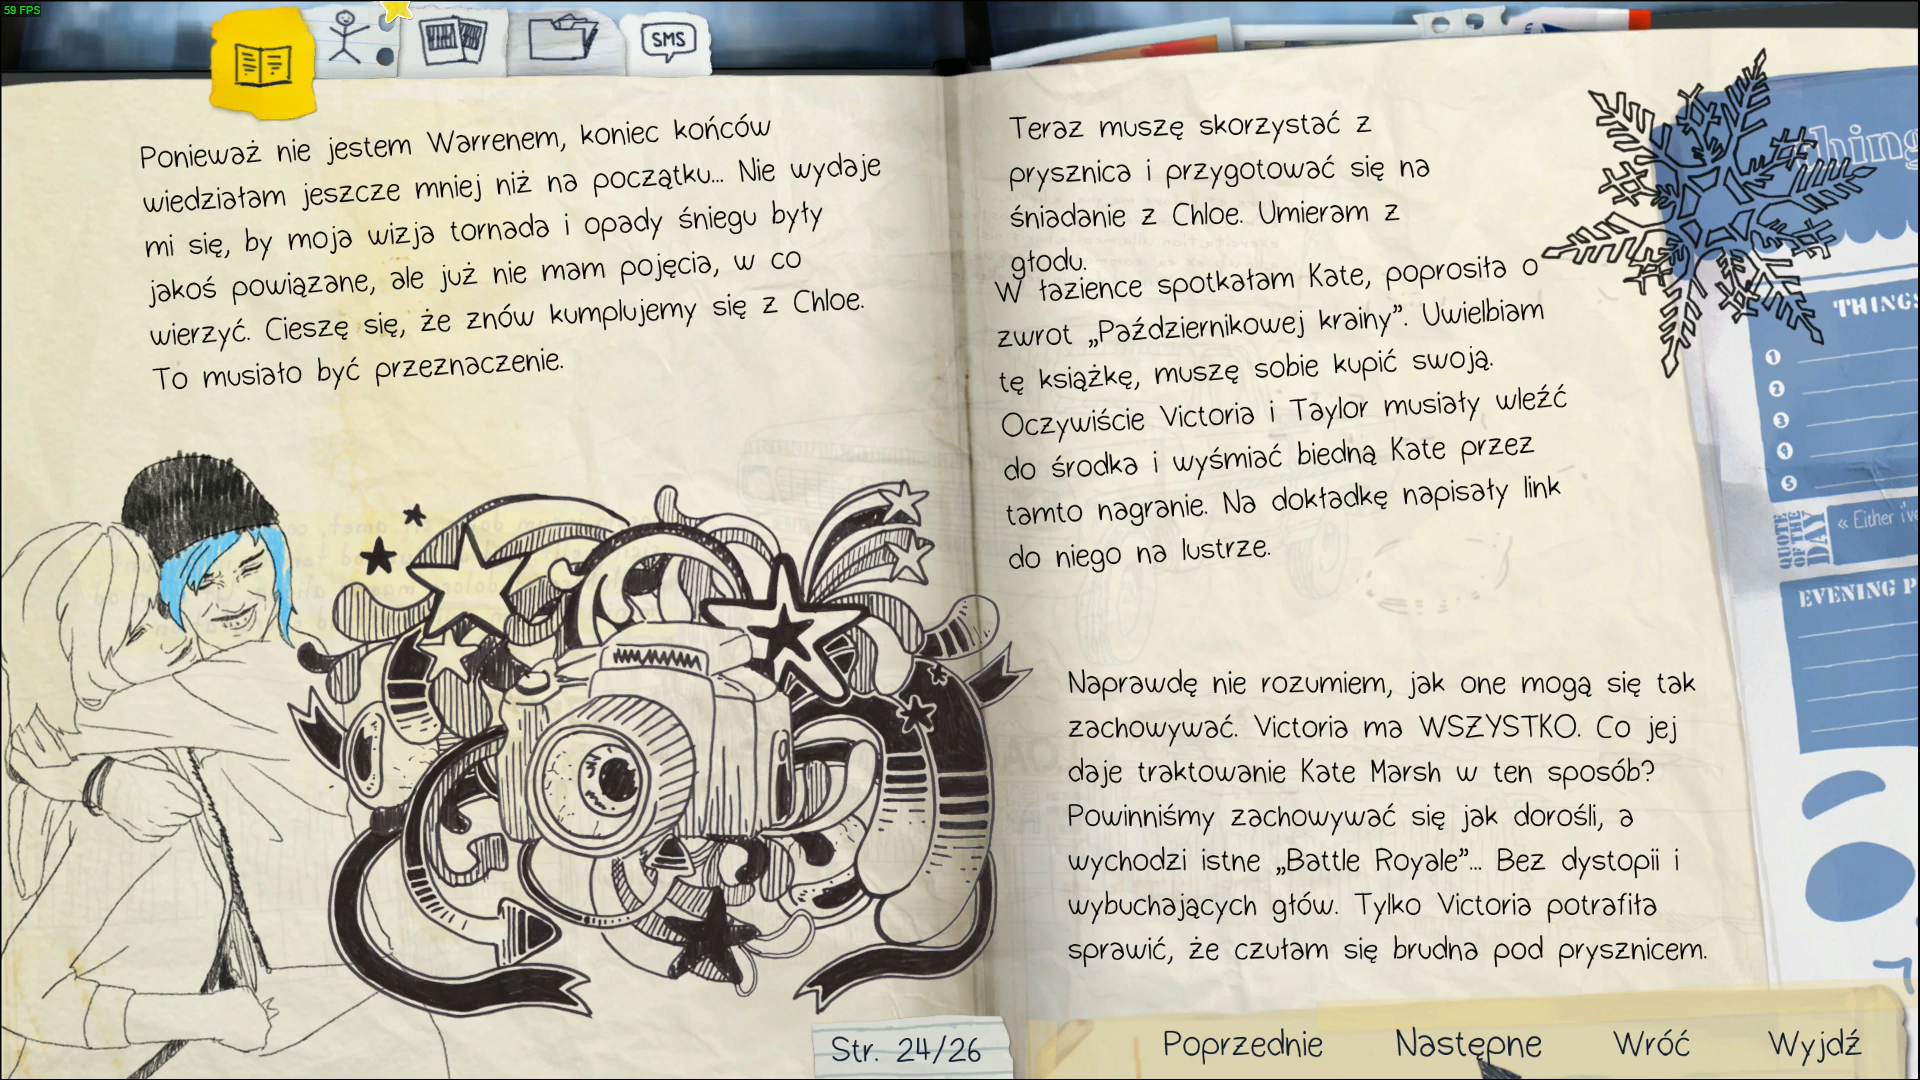 59 FPS
SMS
Ponieważ nie jestem Warrenem, koniec końców
wiedziałam jeszcze mniej niż na początku... Nie wydaje
mi się, by moja wizja tornada i opady śniegu były
jakoś powiązane, ale już nie mam pojęcia, w co
wierzyć. Cieszę się, że znów kumplujemy się z Chloe.
To musiało być przeznaczenie.
Teraz muszę skorzystać z
prysznica i przygotować się na
śniadanie z Chloe. Umieram z
głodu.
W łazience spotkałam Kate, poprosiła o
zwrot „Październikowej krainy”. Uwielbiam
tę książkę, muszę sobie kupić swoją.
Oczywiście Victoria i Taylor musiały wleźć
do środka i wyśmiać biedną Kate przez
tamto nagranie. Na dokładkę napisały link
do niego na lustrze.
Naprawdę nie rozumiem, jak one mogą się tak
zachowywać. Victoria ma WSZYSTKO. Co jej
daje traktowanie Kate Marsh w ten sposób?
Powinniśmy zachowywać się jak dorośli, a
wychodzi istne „Battle Royale”... Bez dystopii i
wybuchających głów. Tylko Victoria potrafiła
sprawić, że czułam się brudna pod prysznicem.
THINGS
1
2
3
4
5
QUOTE OF THE DAY
« Either i've
EVENING P
Str. 24/26
Poprzednie Następne Wróć Wyjdź